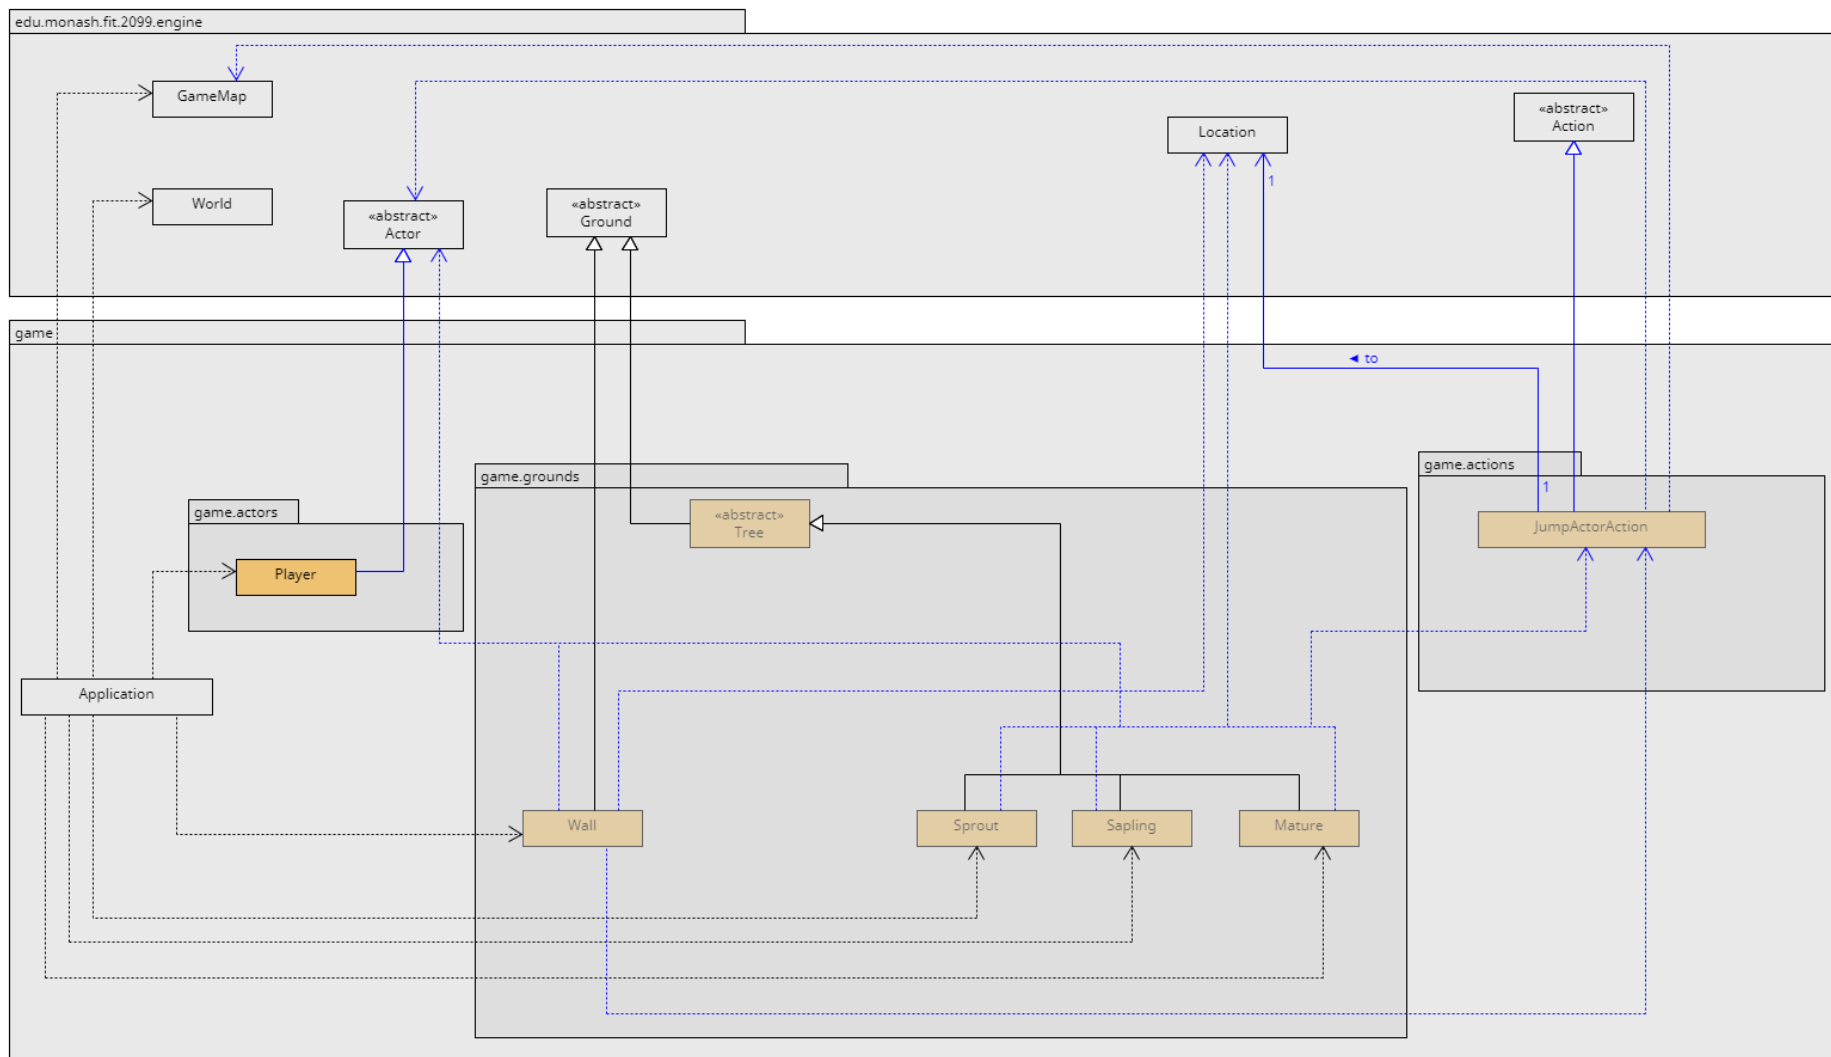 edu.monash.fit.2099.engine
GameMap
«abstract»
Action
Location
1
World
«abstract»
Actor
«abstract»
Ground
game
◄ to
game.actions
1
JumpActorAction
game.grounds
«abstract»
Tree
game.actors
Player
Application
Wall
Sprout
Sapling
Mature